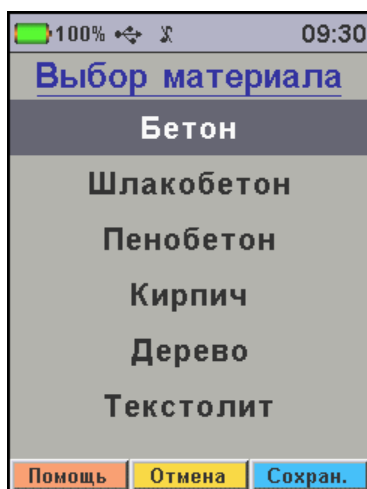 100% 09:30
Выбор материала
Бетон
Шлакобетон
Пенобетон
Кирпич
Дерево
Текстолит
Помощь Отмена Сохран.